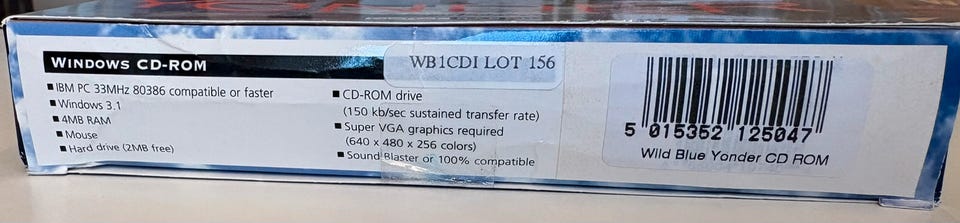 WINDOWS CD-ROM
WB1CDI LOT 156
IBM PC 33MHz 80386 compatible or faster
Windows 3.1
4MB RAM
Mouse
Hard drive (2MB free)
CD-ROM drive
(150 kb/sec sustained transfer rate)
Super VGA graphics required
(640 x 480 x 256 colors)
Sound Blaster or 100% compatible
5 015352 125047
Wild Blue Yonder CD ROM